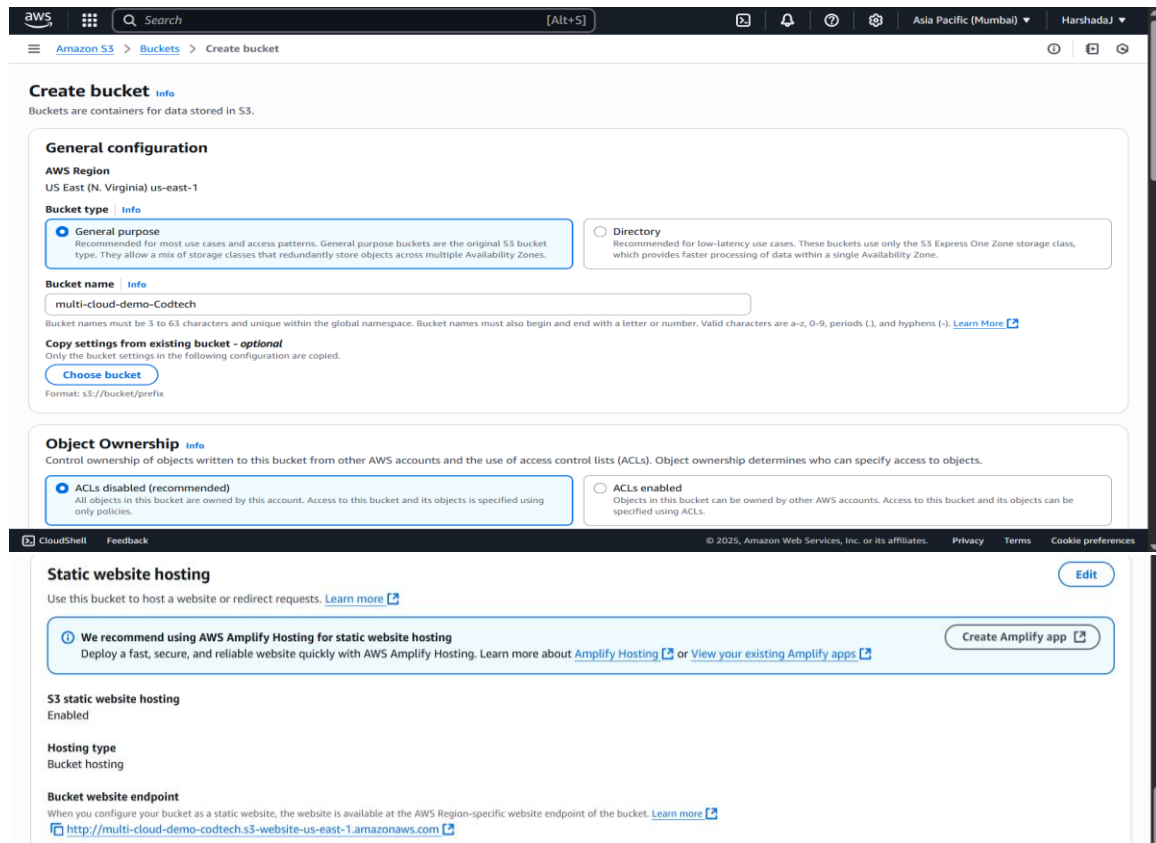 aws
Search [Alt+S] Asia Pacific (Mumbai) HarshadaJ
Amazon S3 > Buckets > Create bucket
Create bucket Info
Buckets are containers for data stored in S3.
General configuration
AWS Region
US East (N. Virginia) us-east-1
Bucket type Info
General purpose
Recommended for most use cases and access patterns. General purpose buckets are the original S3 bucket
type. They allow a mix of storage classes that redundantly store objects across multiple Availability Zones.
Directory
Recommended for low-latency use cases. These buckets use only the S3 Express One Zone storage class,
which provides faster processing of data within a single Availability Zone.
Bucket name Info
multi-cloud-demo-Codtech
Bucket names must be 3 to 63 characters and unique within the global namespace. Bucket names must also begin and end with a letter or number. Valid characters are a-z, 0-9, periods (.), and hyphens (-). Learn More
Copy settings from existing bucket - optional
Only the bucket settings in the following configuration are copied.
Choose bucket
Format: s3://bucket/prefix
Object Ownership Info
Control ownership of objects written to this bucket from other AWS accounts and the use of access control lists (ACLs). Object ownership determines who can specify access to objects.
ACLs disabled (recommended)
All objects in this bucket are owned by this account. Access to this bucket and its objects is specified using
only policies.
ACLs enabled
Objects in this bucket can be owned by other AWS accounts. Access to this bucket and its objects can be
specified using ACLs.
CloudShell Feedback © 2025, Amazon Web Services, Inc. or its affiliates. Privacy Terms Cookie preferences
Static website hosting Edit
Use this bucket to host a website or redirect requests. Learn more
We recommend using AWS Amplify Hosting for static website hosting
Deploy a fast, secure, and reliable website quickly with AWS Amplify Hosting. Learn more about Amplify Hosting or View your existing Amplify apps
Create Amplify app
S3 static website hosting
Enabled
Hosting type
Bucket hosting
Bucket website endpoint
When you configure your bucket as a static website, the website is available at the AWS Region-specific website endpoint of the bucket. Learn more
http://multi-cloud-demo-codtech.s3-website-us-east-1.amazonaws.com